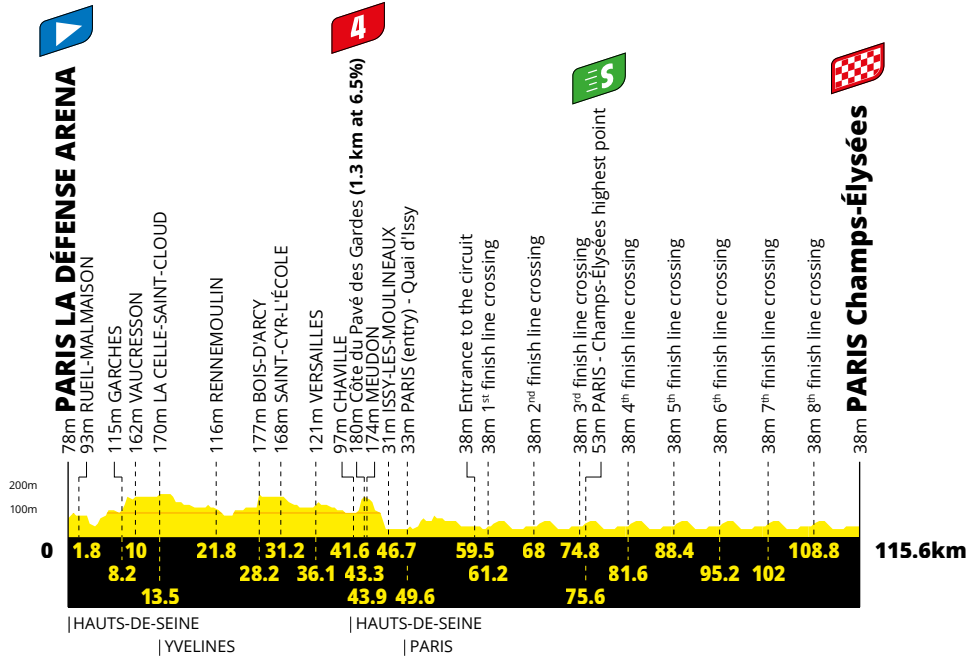 4
S
78m PARIS LA DÉFENSE ARENA
93m RUEIL-MALMAISON
115m GARCHES
162m VAUCRESSON
170m LA CELLE-SAINT-CLOUD
116m RENNEMOULIN
177m BOIS-D'ARCY
168m SAINT-CYR-L'ÉCOLE
121m VERSAILLES
97m CHAVILLE
180m Côte du Pavé des Gardes (1.3 km at 6.5%)
174m MEUDON
31m ISSY-LES-MOULINEAUX
33m PARIS (entry) - Quai d'Issy
38m Entrance to the circuit
38m 1st finish line crossing
38m 2nd finish line crossing
38m 3rd finish line crossing
53m PARIS - Champs-Élysées highest point
38m 4th finish line crossing
38m 5th finish line crossing
38m 6th finish line crossing
38m 7th finish line crossing
38m 8th finish line crossing
38m PARIS Champs-Élysées
200m
100m
0 1.8 10 21.8 31.2 41.6 46.7 59.5 68 74.8 88.4 108.8 115.6km
8.2 28.2 36.1 43.3 61.2 81.6 95.2 102
13.5 43.9 49.6 75.6
|HAUTS-DE-SEINE |HAUTS-DE-SEINE
|YVELINES |PARIS